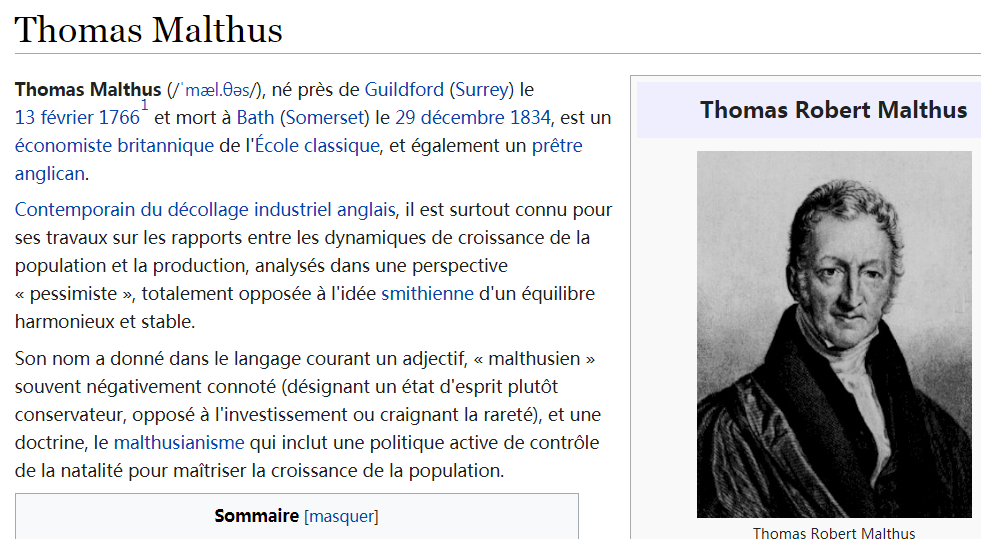 Thomas Malthus
Thomas Malthus (/ˈmæl.θəs/), né près de Guildford (Surrey) le
13 février 1766¹ et mort à Bath (Somerset) le 29 décembre 1834, est un
économiste britannique de l'École classique, et également un prêtre
anglican.
Contemporain du décollage industriel anglais, il est surtout connu pour
ses travaux sur les rapports entre les dynamiques de croissance de la
population et la production, analysés dans une perspective
« pessimiste », totalement opposée à l'idée smithienne d'un équilibre
harmonieux et stable.
Son nom a donné dans le langage courant un adjectif, « malthusien »
souvent négativement connoté (désignant un état d'esprit plutôt
conservateur, opposé à l'investissement ou craignant la rareté), et une
doctrine, le malthusianisme qui inclut une politique active de contrôle
de la natalité pour maîtriser la croissance de la population.
Sommaire [masquer]
Thomas Robert Malthus
Thomas Robert Malthus